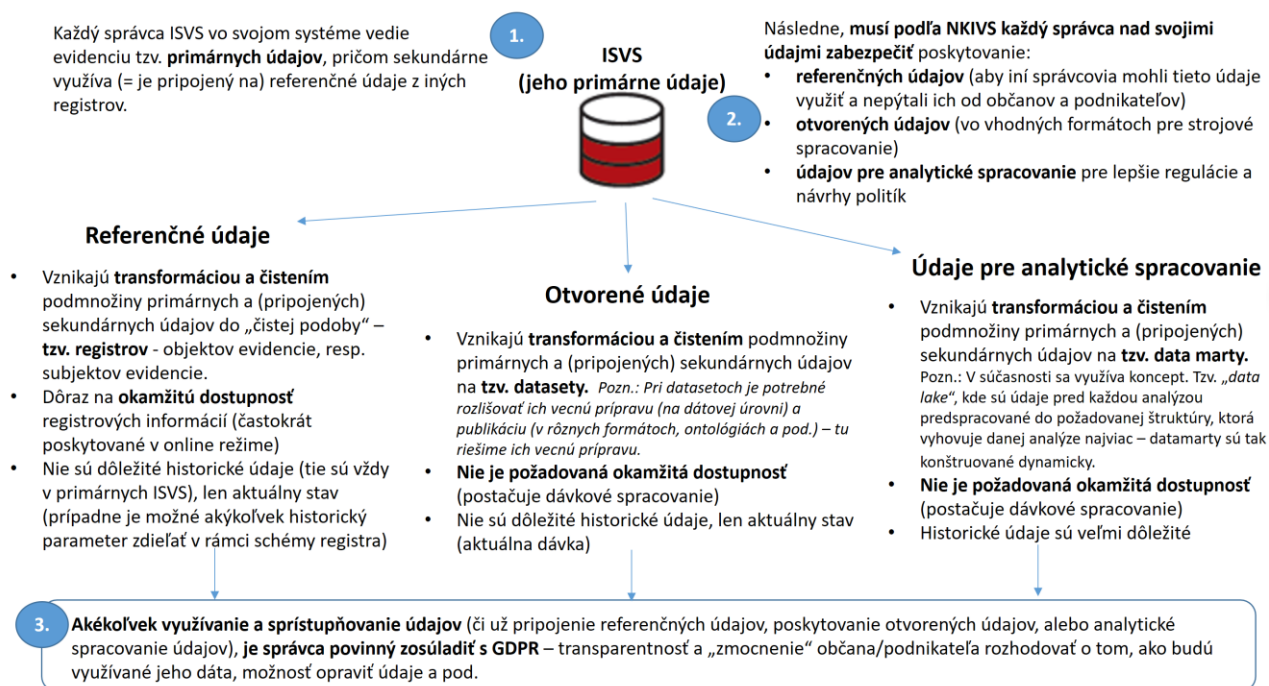 Každý správca ISVS vo svojom systéme vedie
evidenciu tzv. primárnych údajov, pričom sekundárne
využíva (= je pripojený na) referenčné údaje z iných
registrov.
1.
ISVS
(jeho primárne údaje)
2.
Následne, musí podľa NKIVS každý správca nad svojimi
údajmi zabezpečiť poskytovanie:
• referenčných údajov (aby iní správcovia mohli tieto údaje
využiť a nepýtali ich od občanov a podnikateľov)
• otvorených údajov (vo vhodných formátoch pre strojové
spracovanie)
• údajov pre analytické spracovanie pre lepšie regulácie a
návrhy politík
Referenčné údaje
• Vznikajú transformáciou a čistením
podmnožiny primárnych a (pripojených)
sekundárnych údajov do „čistej podoby“ –
tzv. registrov - objektov evidencie, resp.
subjektov evidencie.
• Dôraz na okamžitú dostupnosť
registrových informácií (častokrát
poskytované v online režime)
• Nie sú dôležité historické údaje (tie sú vždy
v primárnych ISVS), len aktuálny stav
(prípadne je možné akýkoľvek historický
parameter zdieľať v rámci schémy registra)
Otvorené údaje
• Vznikajú transformáciou a čistením podmnožiny
primárnych a (pripojených) sekundárnych údajov
na tzv. datasety. Pozn.: Pri datasetoch je potrebné
rozlišovať ich vecnú prípravu (na dátovej úrovni) a
publikáciu (v rôznych formátoch, ontológiách a pod.) – tu
riešime ich vecnú prípravu.
• Nie je požadovaná okamžitá dostupnosť
(postačuje dávkové spracovanie)
• Nie sú dôležité historické údaje, len aktuálny stav
(aktuálna dávka)
Údaje pre analytické spracovanie
• Vznikajú transformáciou a čistením
podmnožiny primárnych a (pripojených)
sekundárnych údajov na tzv. data marty.
Pozn.: V súčasnosti sa využíva koncept. Tzv. „data
lake“, kde sú údaje pred každou analýzou
predspracované do požadovanej štruktúry, ktorá
vyhovuje danej analýze najviac – datamarty sú tak
konštruované dynamicky.
• Nie je požadovaná okamžitá dostupnosť
(postačuje dávkové spracovanie)
• Historické údaje sú veľmi dôležité
3.
Akékoľvek využívanie a sprístupňovanie údajov (či už pripojenie referenčných údajov, poskytovanie otvorených údajov, alebo analytické
spracovanie údajov), je správca povinný zosúladiť s GDPR – transparentnosť a „zmocnenie“ občana/podnikateľa rozhodovať o tom, ako budú
využívané jeho dáta, možnosť opraviť údaje a pod.